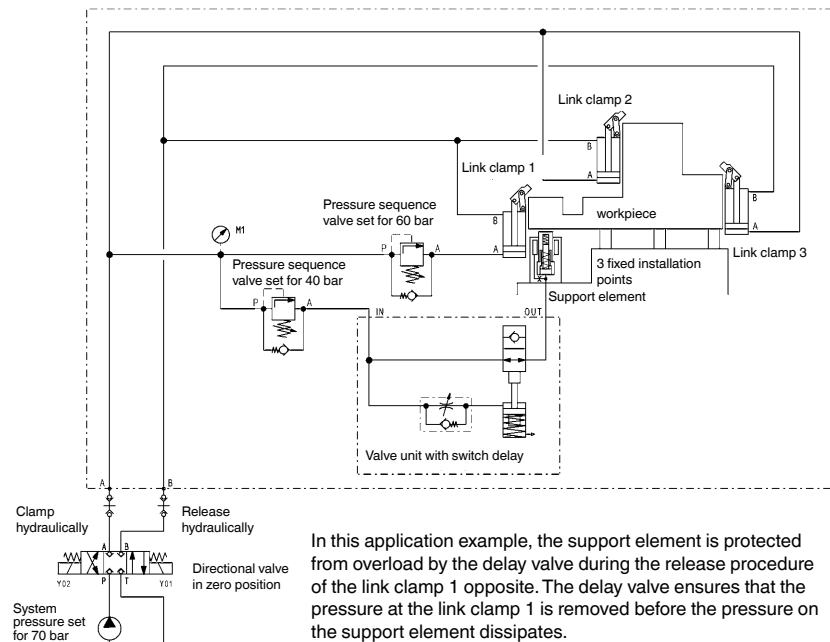 Link clamp 2
B
Link clamp 1
A
B
B
Pressure sequence
valve set for 60 bar
workpiece
M1
A
P
A
A
Link clamp 3
Pressure sequence
valve set for 40 bar
3 fixed installation
points
Support element
P
A
IN
OUT
Valve unit with switch delay
A
B
Clamp
hydraulically
Release
hydraulically
A
B
Directional valve
in zero position
Y02
P
T
Y01
System
pressure set
for 70 bar
In this application example, the support element is protected
from overload by the delay valve during the release procedure
of the link clamp 1 opposite. The delay valve ensures that the
pressure at the link clamp 1 is removed before the pressure on
the support element dissipates.